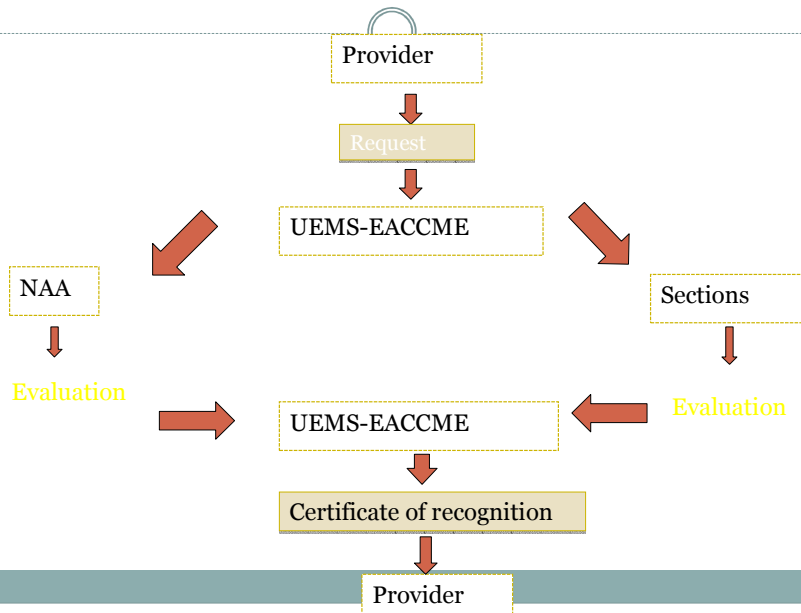 Provider
Request
UEMS-EACCME
NAA
Sections
Evaluation
Evaluation
UEMS-EACCME
Certificate of recognition
Provider